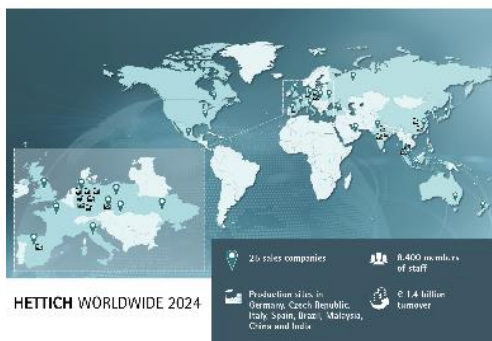 26 sales companies
8.400 members
of staff
Production sites in
Germany, Czech Republic,
Italy, Spain, Brazil, Malaysia,
China and India
€ 1.4 billion
turnover
HETTICH WORLDWIDE 2024